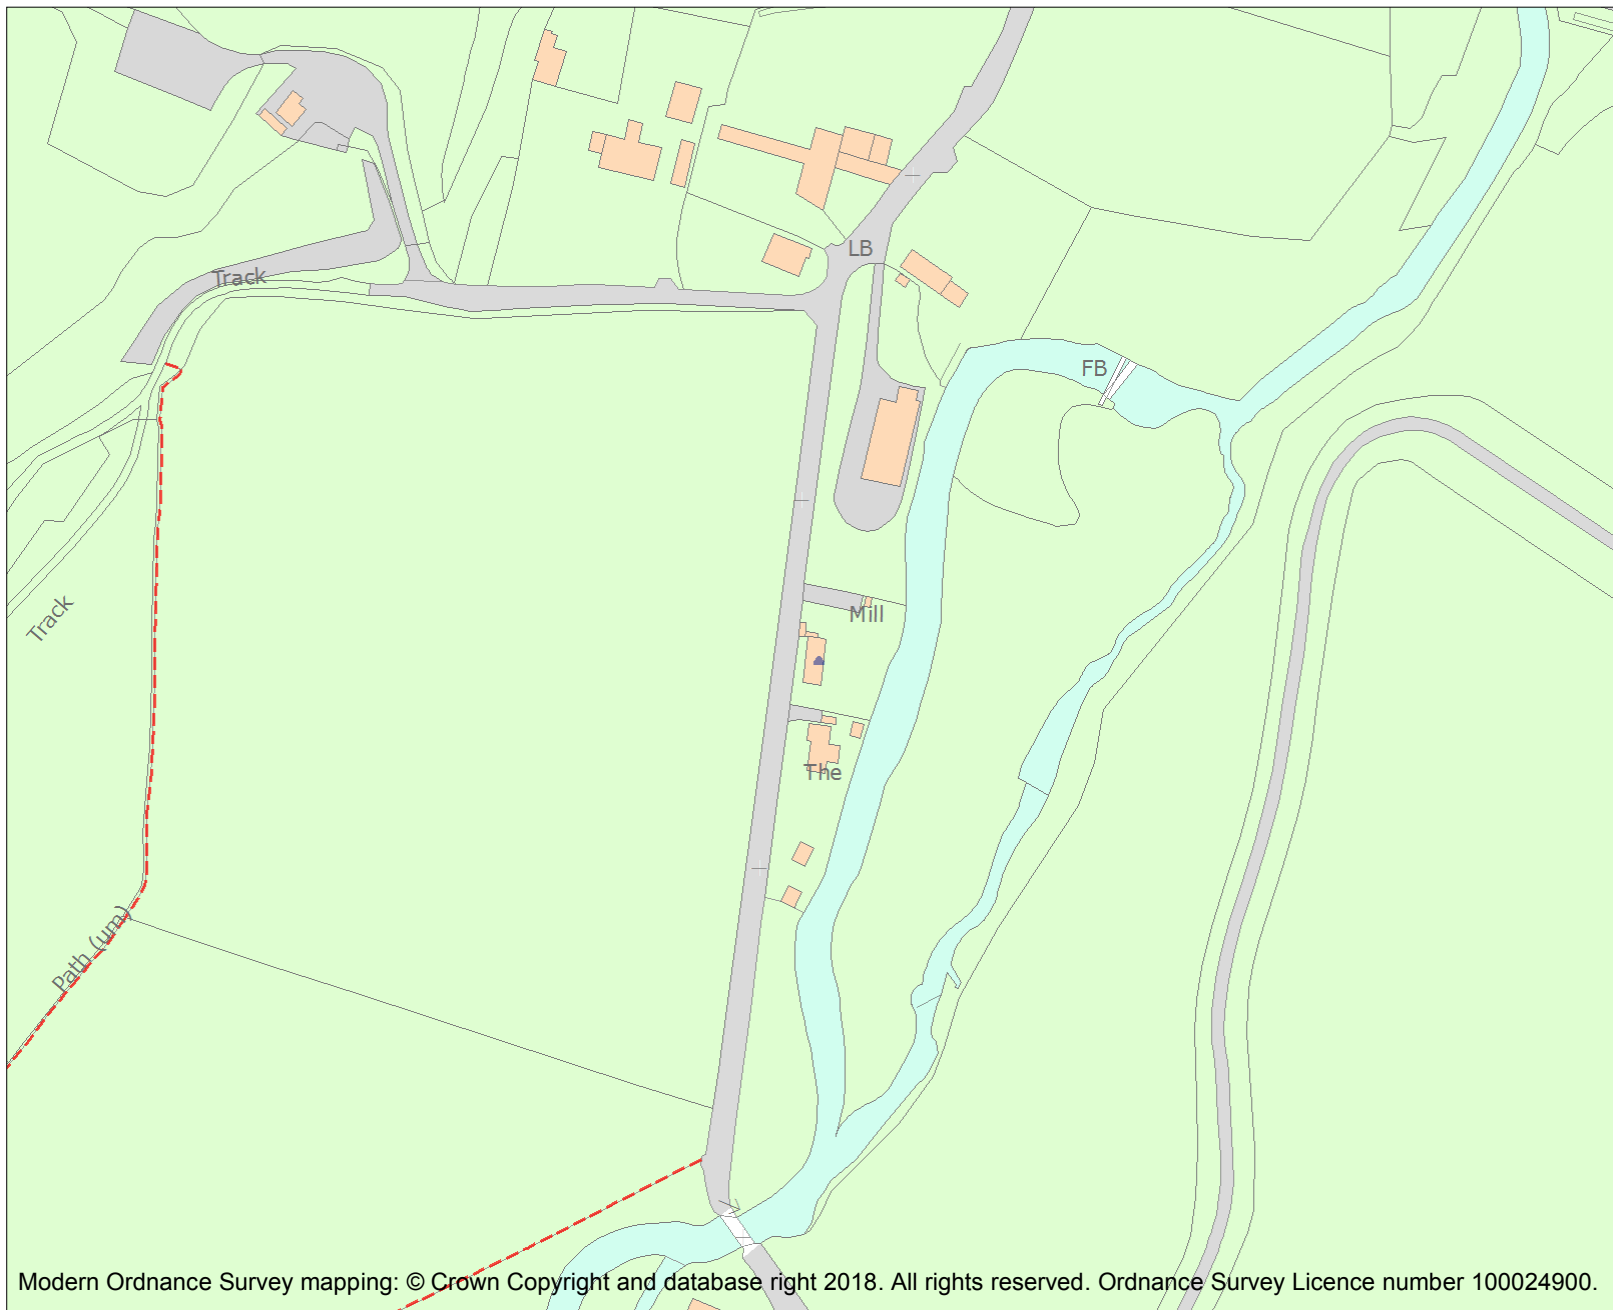 LB
Track
FB
Track
Mill
The
Path (um)
Modern Ordnance Survey mapping: © Crown Copyright and database right 2018. All rights reserved. Ordnance Survey Licence number 100024900.